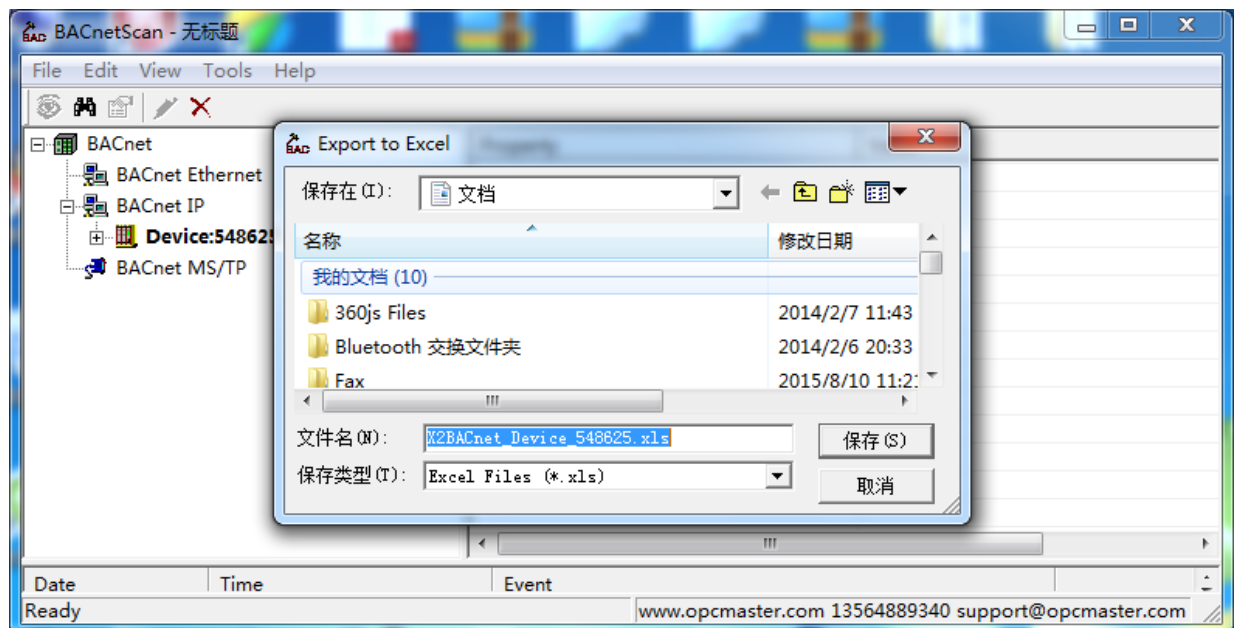 BACnetScan - 无标题
File Edit View Tools Help
BACnet
BACnet Ethernet
BACnet IP
Device:548625
BACnet MS/TP
Export to Excel
保存在(I):
文档
名称
修改日期
我的文档 (10)
360js Files
2014/2/7 11:43
Bluetooth 交换文件夹
2014/2/6 20:33
Fax
2015/8/10 11:21
文件名(N):
X2BACnet_Device_548625.xls
保存(S)
保存类型(T):
Excel Files (*.xls)
取消
Date
Time
Event
Ready
www.opcmaster.com 13564889340 support@opcmaster.com